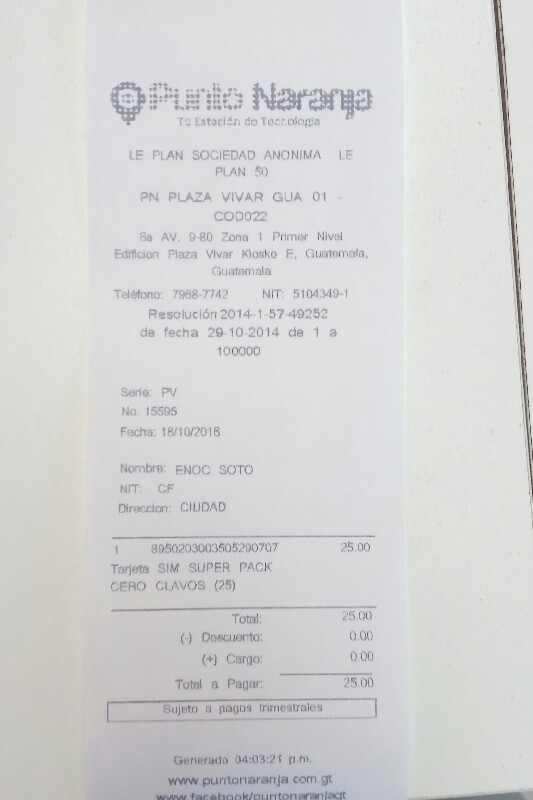 Punto Naranja
Tu Estación de Tecnología
LE PLAN SOCIEDAD ANONIMA LE
PLAN 50
PN PLAZA VIVAR GUA 01 -
COD022
6a AV. 9-80 Zona 1 Primer Nivel
Edificion Plaza Vivar Kiosko E, Guatemala,
Guatemala
Teléfono: 7968-7742 NIT: 5104349-1
Resolución 2014-1-57-49252
de fecha 29-10-2014 de 1 a
100000
Serie: PV
No. 15595
Fecha: 18/10/2016
Nombre: ENOC SOTO
NIT: CF
Direccion: CIUDAD
1 8950203003505290707 25.00
Tarjeta SIM SUPER PACK
CERO CLAVOS (25)
Total: 25.00
(-) Descuento: 0.00
(+) Cargo: 0.00
Total a Pagar: 25.00
Sujeto a pagos trimestrales
Generado 04:03:21 p.m.
www.puntonaranja.com.gt
www.facebook/puntonaranjagt